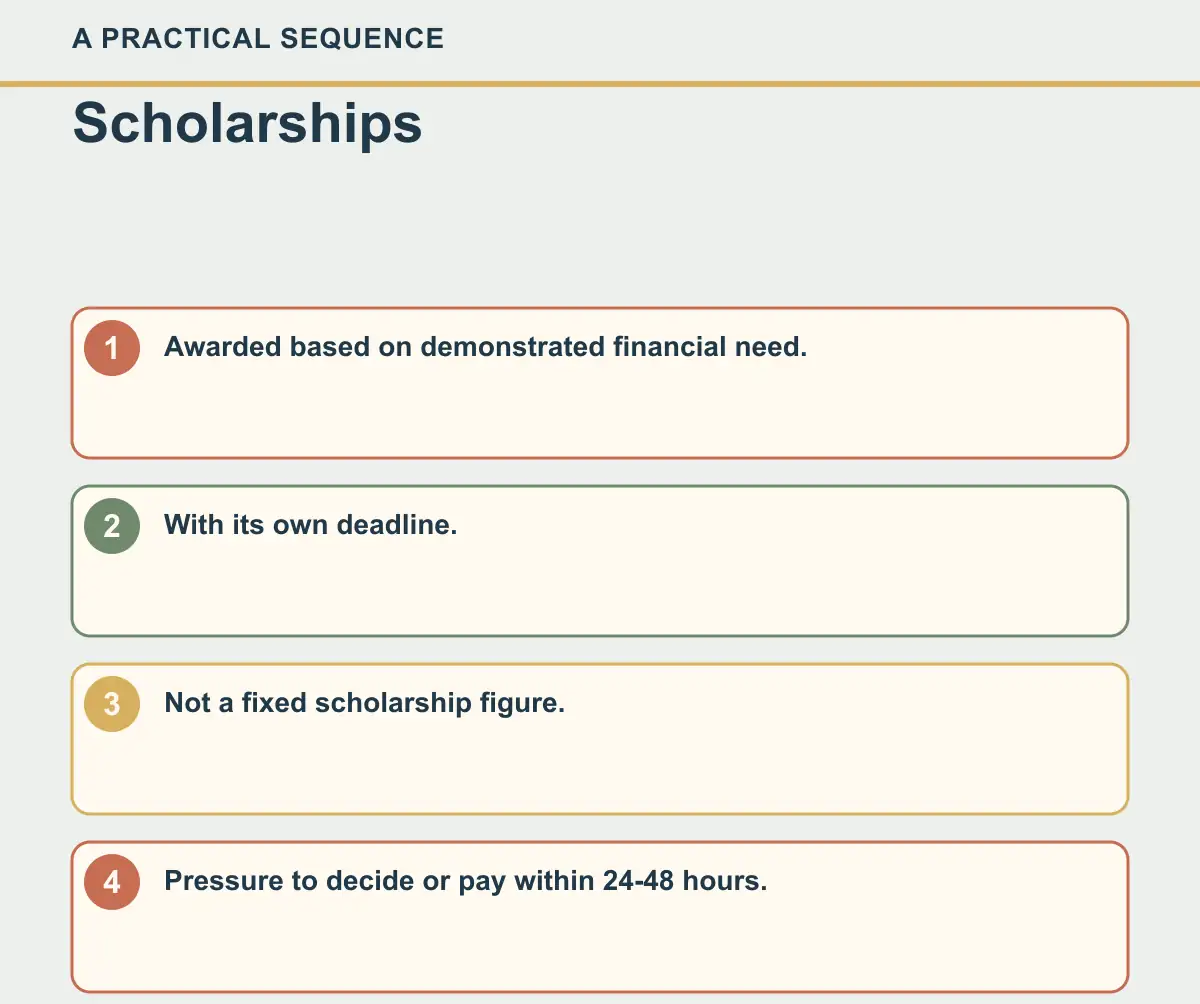 A PRACTICAL SEQUENCE
Scholarships
1 Awarded based on demonstrated financial need.
2 With its own deadline.
3 Not a fixed scholarship figure.
4 Pressure to decide or pay within 24-48 hours.